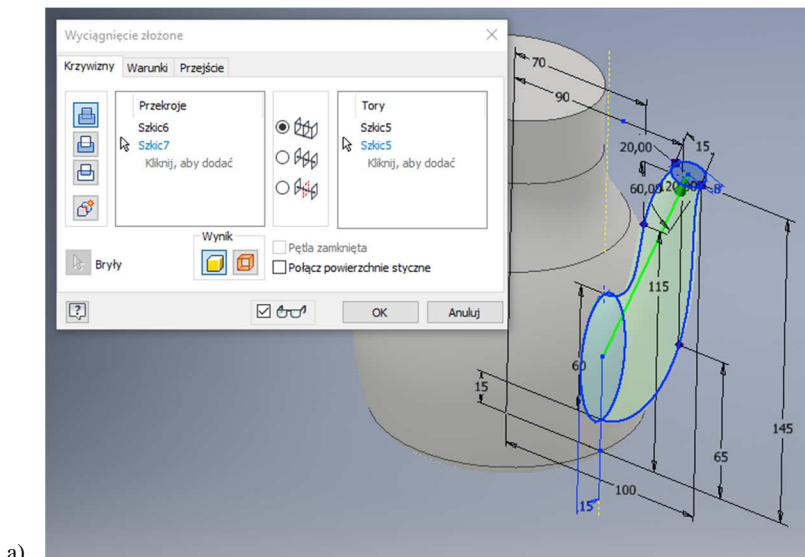 Wyciągnięcie złożone
Krzywizny Warunki Przejście
Przekroje
Szkic6
Szkic7
Kliknij, aby dodać
Tory
Szkic5
Szkic5
Kliknij, aby dodać
Bryły
Wynik
Pętla zamknięta
Połącz powierzchnie styczne
?
OK
Anuluj
70
90
20,00
15
60,00
8
115
60
15
145
65
100
15
a)